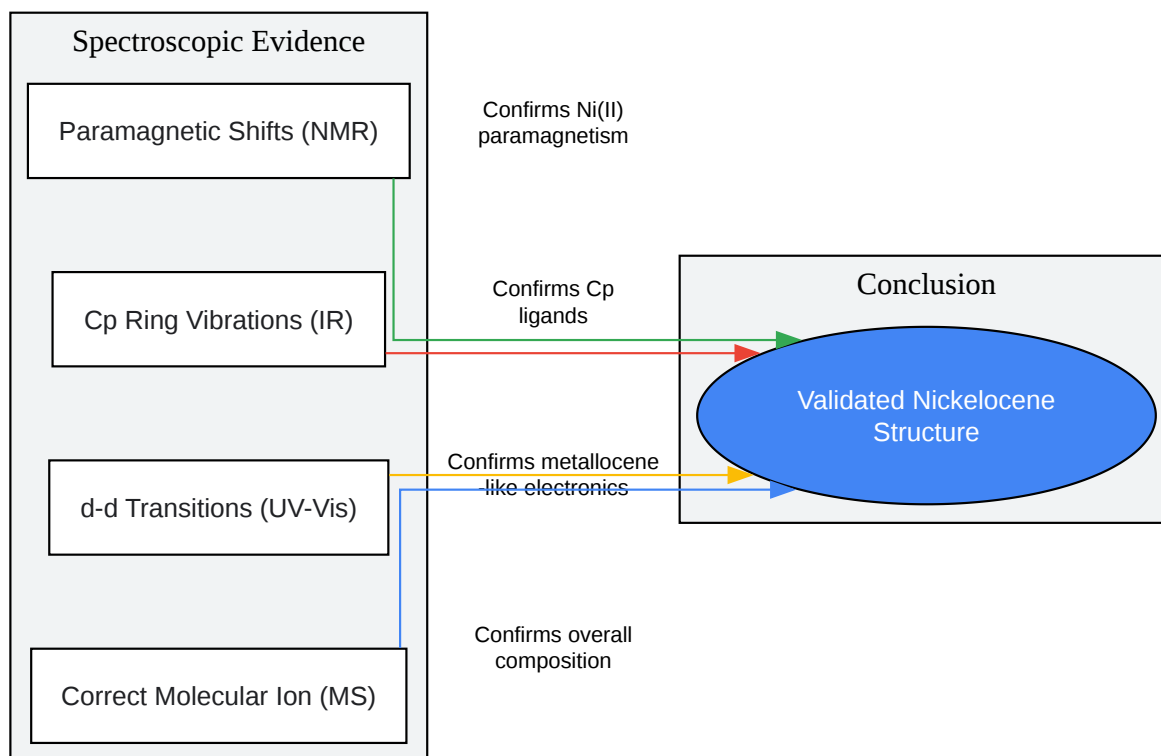 Spectroscopic Evidence
Paramagnetic Shifts (NMR)
Confirms Ni(II)
paramagnetism
Cp Ring Vibrations (IR)
Confirms Cp
ligands
Conclusion
Validated Nickelocene
Structure
d-d Transitions (UV-Vis)
Confirms metallocene
-like electronics
Correct Molecular Ion (MS)
Confirms overall
composition